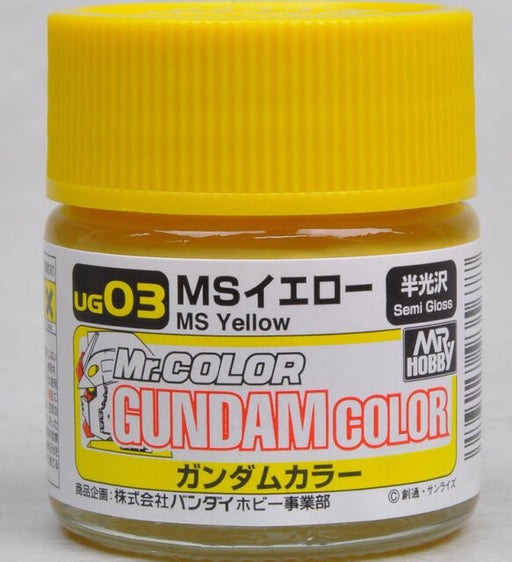 UG03
MSイエロー
MS Yellow
半光沢
Semi Gloss
MR
HOBBY
Mr.COLOR
GUNDAM COLOR
ガンダムカラー
商品企画：株式会社バンダイホビー事業部
©創通・サンライズ